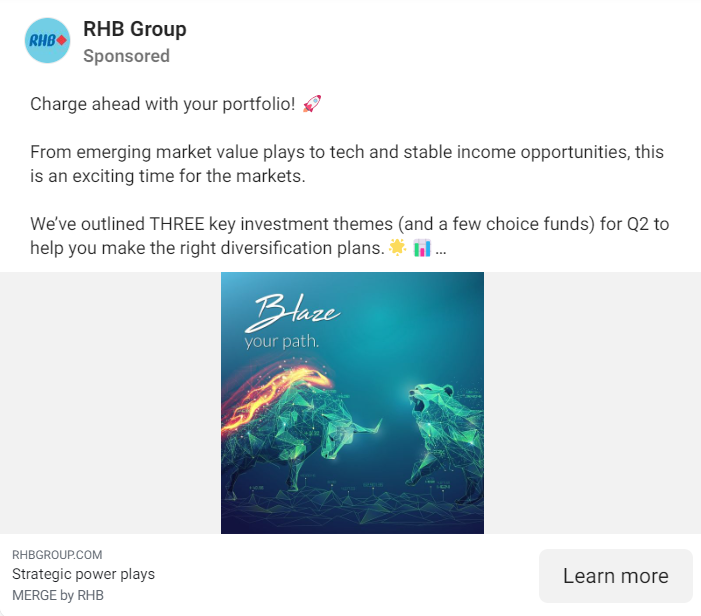 RHB
RHB Group
Sponsored
Charge ahead with your portfolio! 🚀
From emerging market value plays to tech and stable income opportunities, this
is an exciting time for the markets.
We’ve outlined THREE key investment themes (and a few choice funds) for Q2 to
help you make the right diversification plans. 🌟 📊 ...
Blaze
your path.
RHBGROUP.COM
Strategic power plays
MERGE by RHB
Learn more